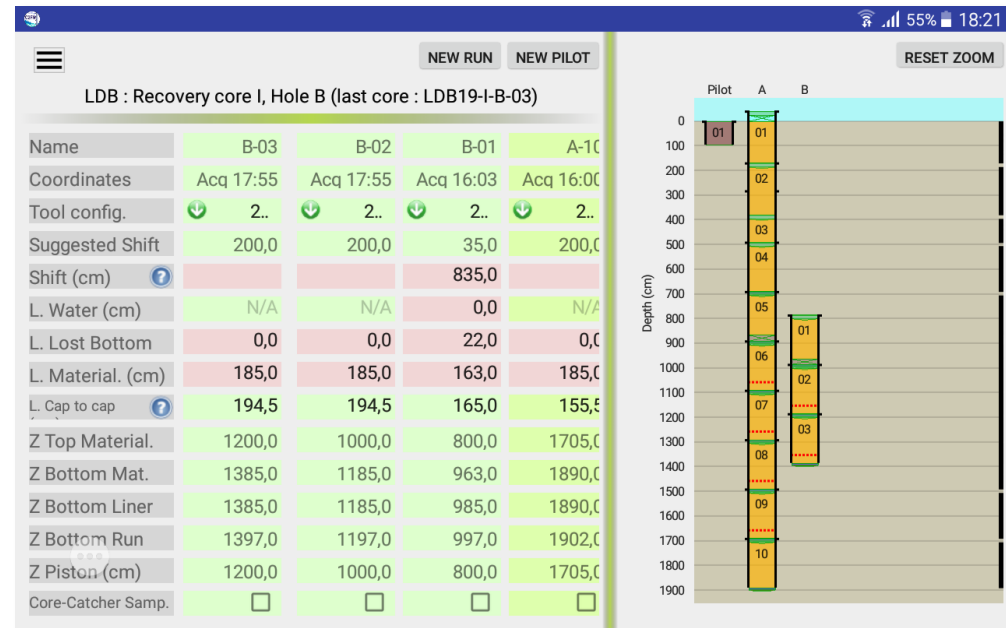 55% 18:21
NEW RUN NEW PILOT
RESET ZOOM
LDB : Recovery core I, Hole B (last core : LDB19-I-B-03)
Name B-03 B-02 B-01 A-10
Coordinates Acq 17:55 Acq 17:55 Acq 16:03 Acq 16:00
Tool config. 2.. 2.. 2.. 2..
Suggested Shift 200,0 200,0 35,0 200,0
Shift (cm) ? 835,0
L. Water (cm) N/A N/A 0,0 N/A
L. Lost Bottom 0,0 0,0 22,0 0,0
L. Material. (cm) 185,0 185,0 163,0 185,0
L. Cap to cap ? 194,5 194,5 165,0 155,5
Z Top Material. 1200,0 1000,0 800,0 1705,0
Z Bottom Mat. 1385,0 1185,0 963,0 1890,0
Z Bottom Liner 1385,0 1185,0 985,0 1890,0
Z Bottom Run 1397,0 1197,0 997,0 1902,0
Z Piston (cm) 1200,0 1000,0 800,0 1705,0
Core-Catcher Samp.
Pilot A B
Depth (cm)
0
100
200
300
400
500
600
700
800
900
1000
1100
1200
1300
1400
1500
1600
1700
1800
1900
01
01
02
03
04
05
06
07
08
09
10
01
02
03